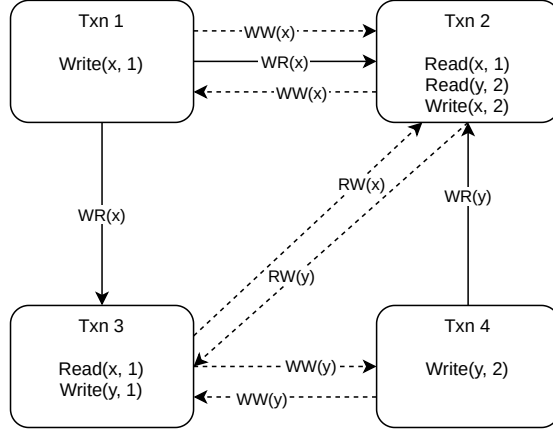 Txn 1
Write(x, 1)
WW(x)
WR(x)
WW(x)
Txn 2
Read(x, 1)
Read(y, 2)
Write(x, 2)
WR(x)
RW(x)
RW(y)
WR(y)
Txn 3
Read(x, 1)
Write(y, 1)
WW(y)
WW(y)
Txn 4
Write(y, 2)